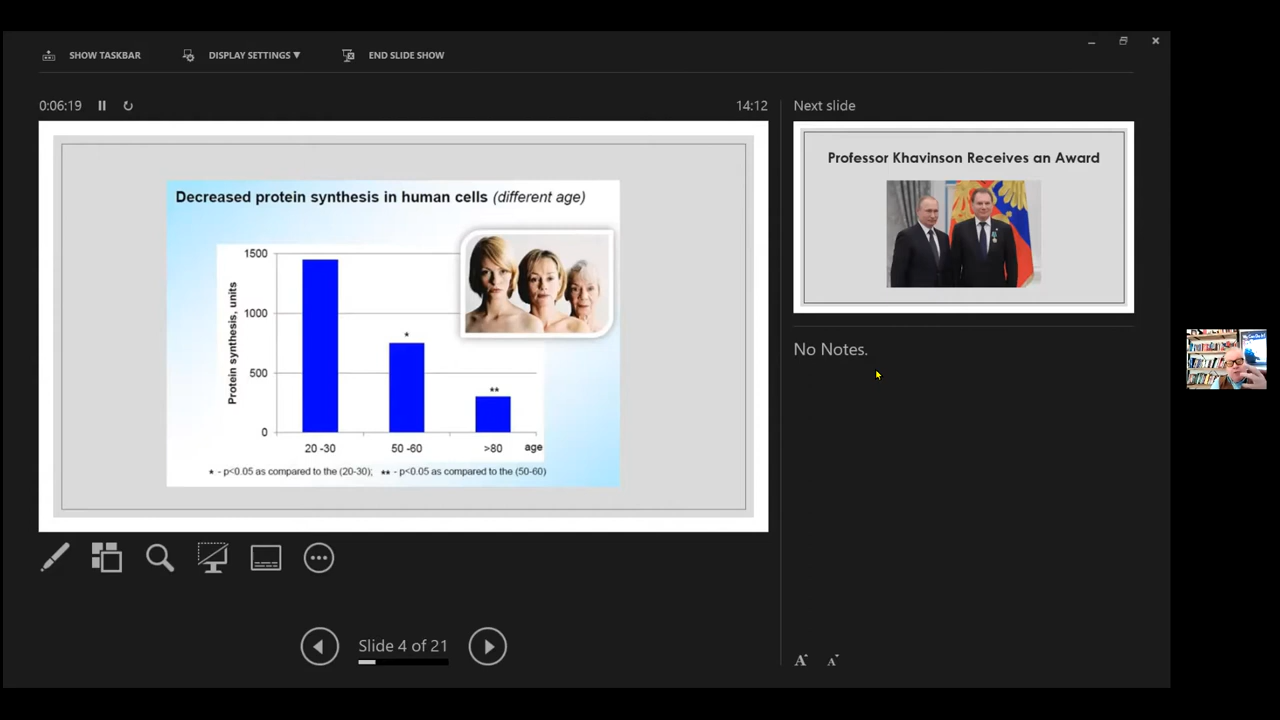 SHOW TASKBAR
DISPLAY SETTINGS ▼
END SLIDE SHOW
0:06:19
14:12
Decreased protein synthesis in human cells (different age)
Protein synthesis, units
1500
1000
500
0
*
**
20 -30
50 -60
>80
age
* - p<0.05 as compared to the (20-30); ** - p<0.05 as compared to the (50-60)
Slide 4 of 21
Next slide
Professor Khavinson Receives an Award
No Notes.
A
A